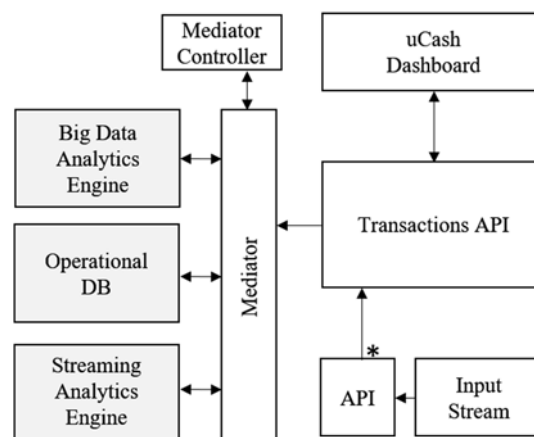 Mediator
Controller
uCash
Dashboard
Big Data
Analytics
Engine
Transactions API
Operational
DB
Mediator
Streaming
Analytics
Engine
*
API
Input
Stream